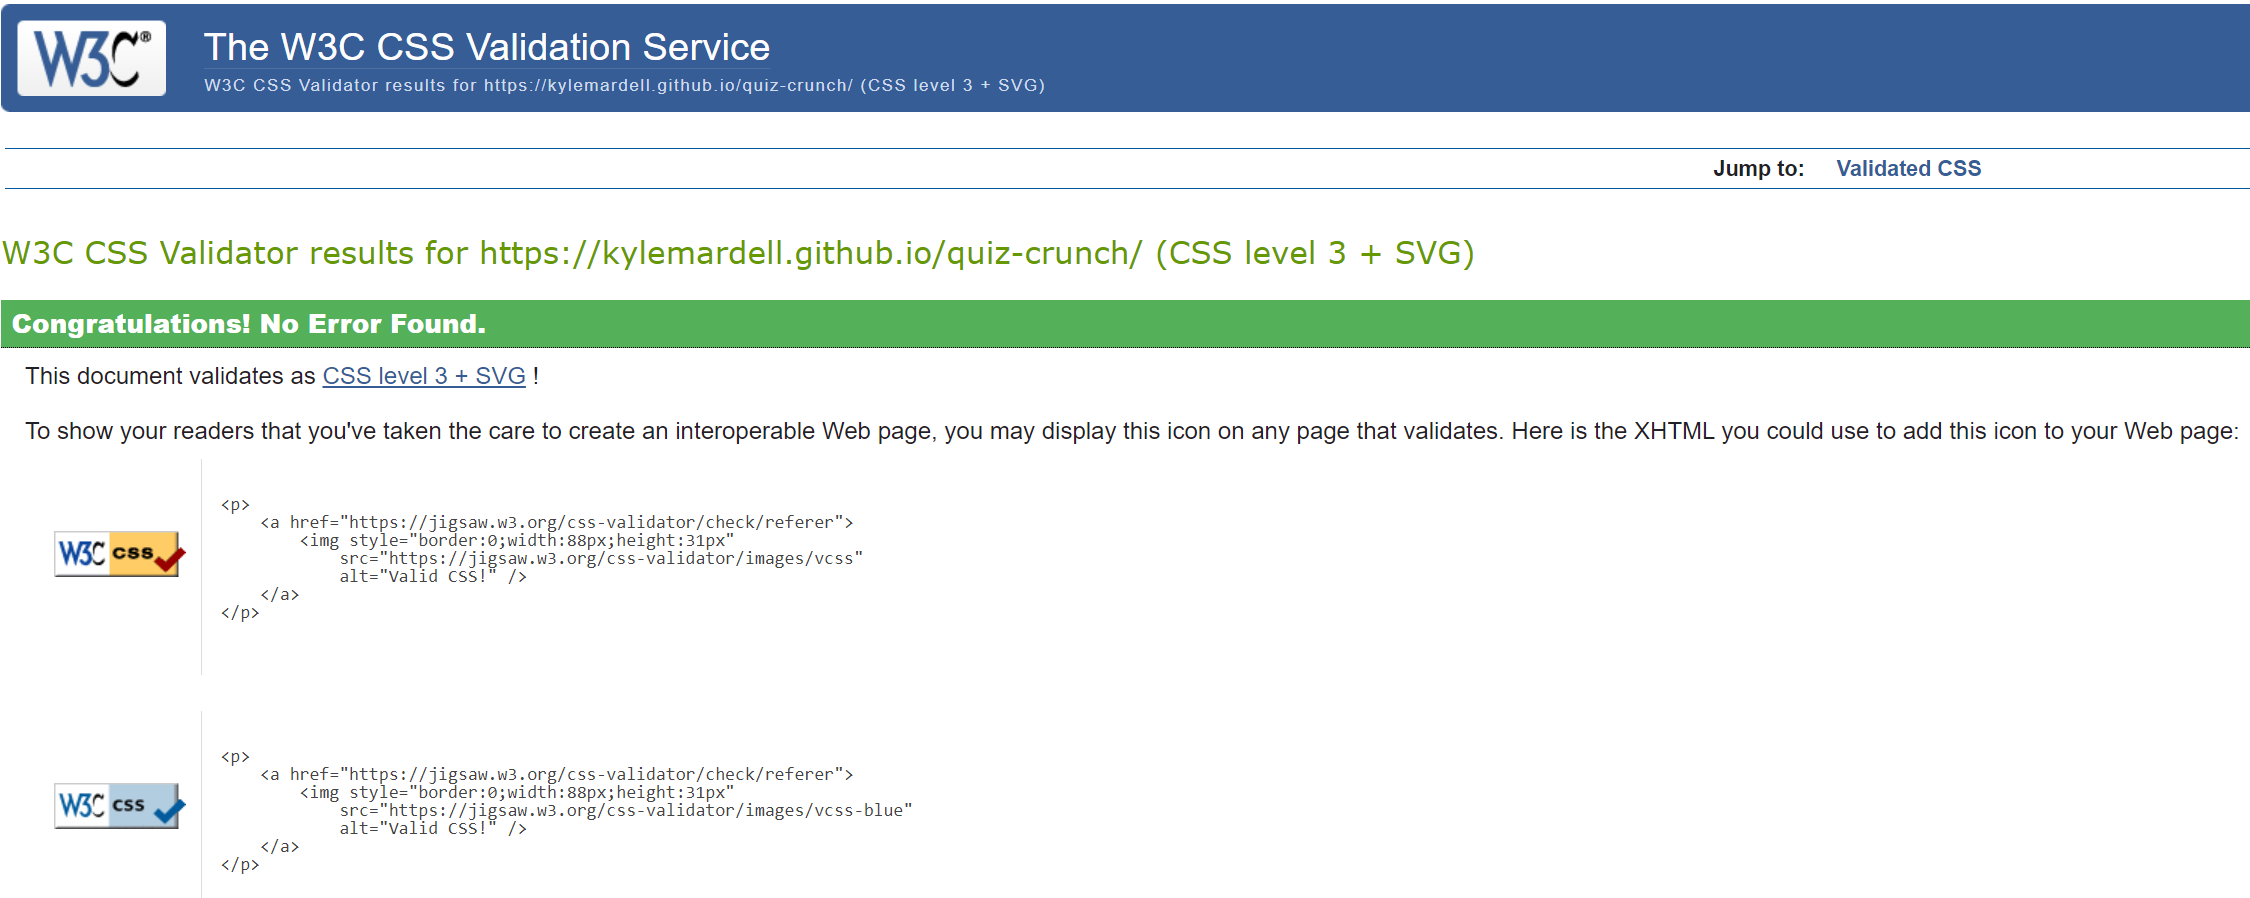 W3C®
The W3C CSS Validation Service
W3C CSS Validator results for https://kylemardell.github.io/quiz-crunch/ (CSS level 3 + SVG)
Jump to: Validated CSS
W3C CSS Validator results for https://kylemardell.github.io/quiz-crunch/ (CSS level 3 + SVG)
Congratulations! No Error Found.
This document validates as CSS level 3 + SVG !
To show your readers that you've taken the care to create an interoperable Web page, you may display this icon on any page that validates. Here is the XHTML you could use to add this icon to your Web page:
W3C css
<p>
    <a href="https://jigsaw.w3.org/css-validator/check/referer">
        <img style="border:0;width:88px;height:31px"
            src="https://jigsaw.w3.org/css-validator/images/vcss"
            alt="Valid CSS!" />
    </a>
</p>
W3C css
<p>
    <a href="https://jigsaw.w3.org/css-validator/check/referer">
        <img style="border:0;width:88px;height:31px"
            src="https://jigsaw.w3.org/css-validator/images/vcss-blue"
            alt="Valid CSS!" />
    </a>
</p>